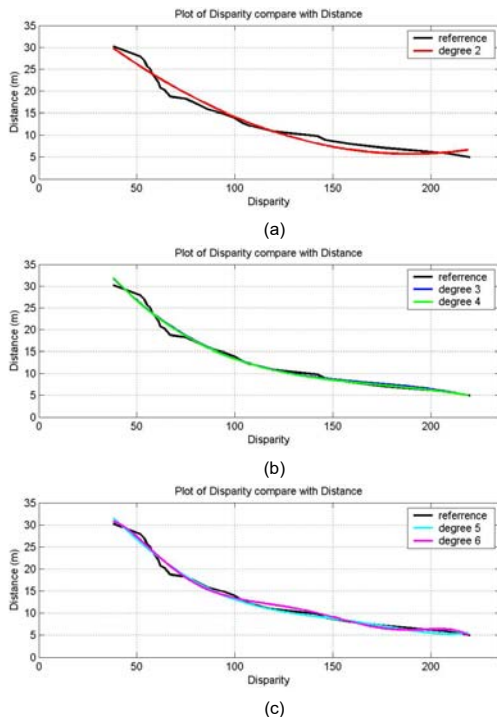 Plot of Disparity compare with Distance
35
30
25
20
15
10
5
0
Distance (m)
referrence
degree 2
0 50 100 150 200
Disparity
(a)
Plot of Disparity compare with Distance
35
30
25
20
15
10
5
0
Distance (m)
referrence
degree 3
degree 4
0 50 100 150 200
Disparity
(b)
Plot of Disparity compare with Distance
35
30
25
20
15
10
5
0
Distance (m)
referrence
degree 5
degree 6
0 50 100 150 200
Disparity
(c)